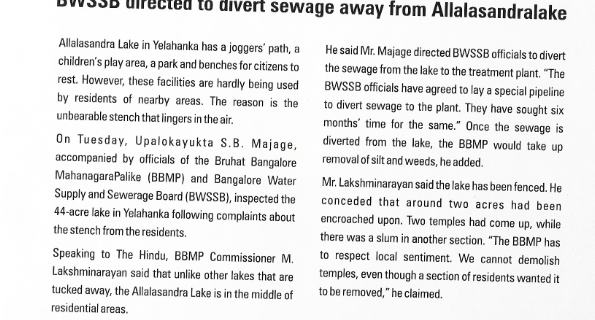 BWSSB directed to divert sewage away from Allalasandralake
Allalasandra Lake in Yelahanka has a joggers' path, a
children's play area, a park and benches for citizens to
rest. However, these facilities are hardly being used
by residents of nearby areas. The reason is the
unbearable stench that lingers in the air.
On Tuesday, Upalokayukta S.B. Majage,
accompanied by officials of the Bruhat Bangalore
MahanagaraPalike (BBMP) and Bangalore Water
Supply and Sewerage Board (BWSSB), inspected the
44-acre lake in Yelahanka following complaints about
the stench from the residents.
Speaking to The Hindu, BBMP Commissioner M.
Lakshminarayan said that unlike other lakes that are
tucked away, the Allalasandra Lake is in the middle of
residential areas.
He said Mr. Majage directed BWSSB officials to divert
the sewage from the lake to the treatment plant. “The
BWSSB officials have agreed to lay a special pipeline
to divert sewage to the plant. They have sought six
months’ time for the same.” Once the sewage is
diverted from the lake, the BBMP would take up
removal of silt and weeds, he added.
Mr. Lakshminarayan said the lake has been fenced. He
conceded that around two acres had been
encroached upon. Two temples had come up, while
there was a slum in another section. “The BBMP has
to respect local sentiment. We cannot demolish
temples, even though a section of residents wanted it
to be removed,” he claimed.